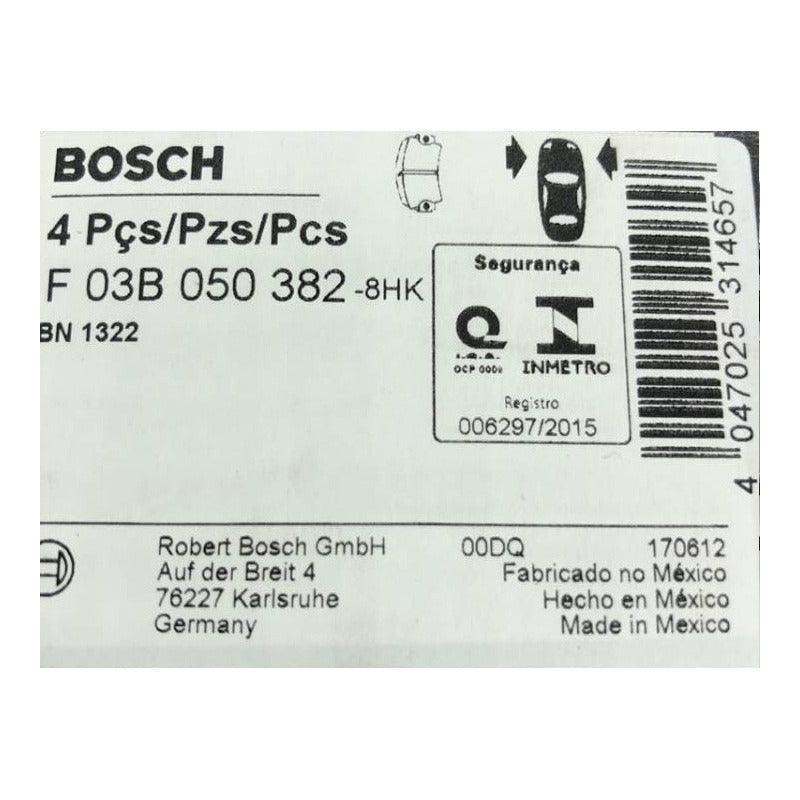 BOSCH
4 Pçs/Pzs/Pcs
F 03B 050 382 -8HK
BN 1322
Segurança
OCP 0004
INMETRO
Registro
006297/2015
4 047025 314657
Robert Bosch GmbH
Auf der Breit 4
76227 Karlsruhe
Germany
00DQ 170612
Fabricado no México
Hecho en México
Made in Mexico